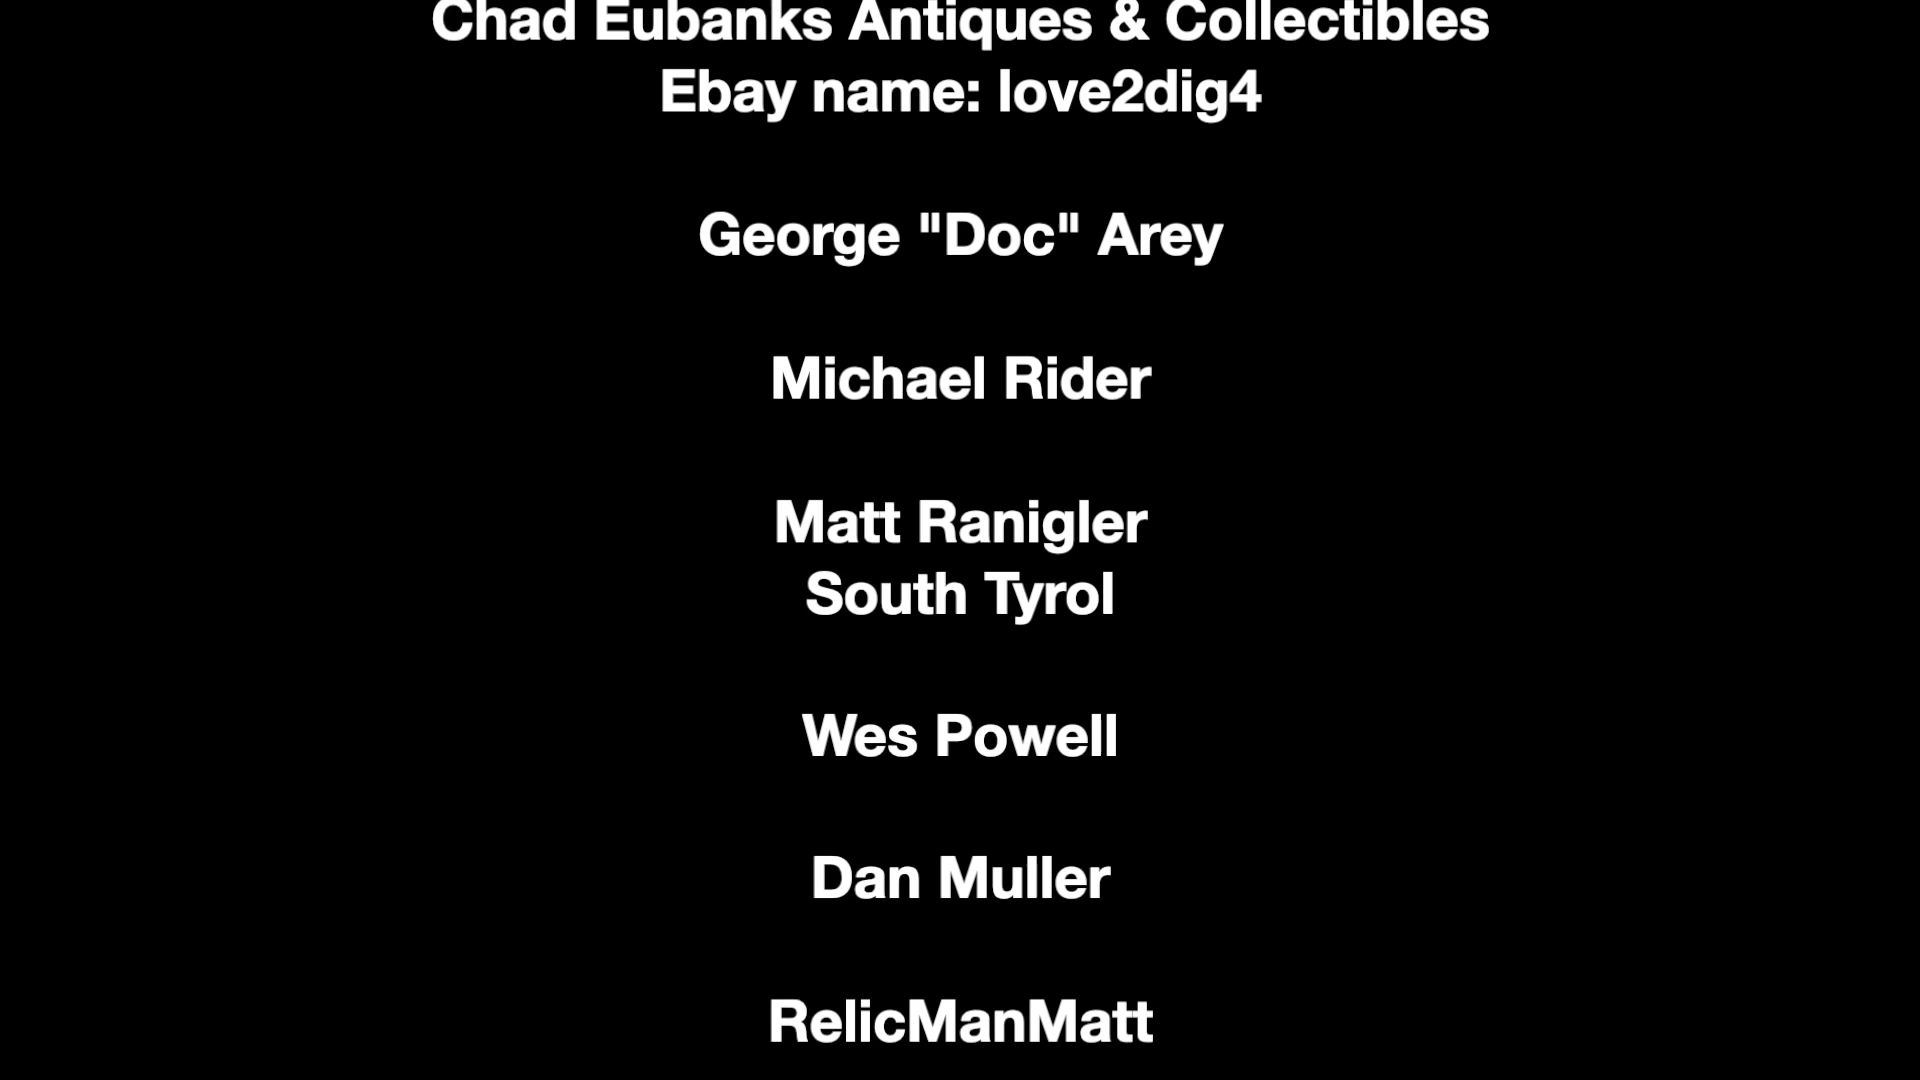 Chad Eubanks Antiques & Collectibles
Ebay name: love2dig4
George "Doc" Arey
Michael Rider
Matt Ranigler
South Tyrol
Wes Powell
Dan Muller
RelicManMatt